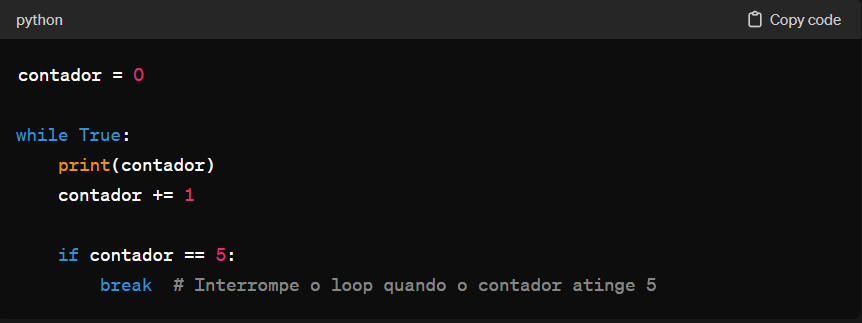 python
Copy code
contador = 0
while True:
    print(contador)
    contador += 1
    if contador == 5:
        break  # Interrompe o loop quando o contador atinge 5